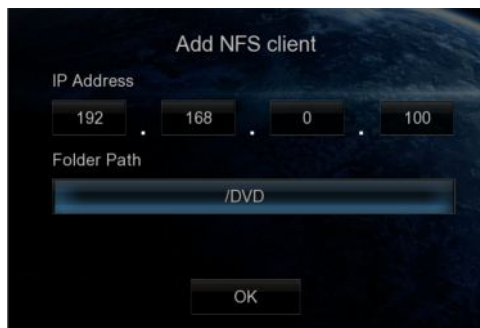 Add NFS client
IP Address
192 . 168 . 0 . 100
Folder Path
/DVD
OK